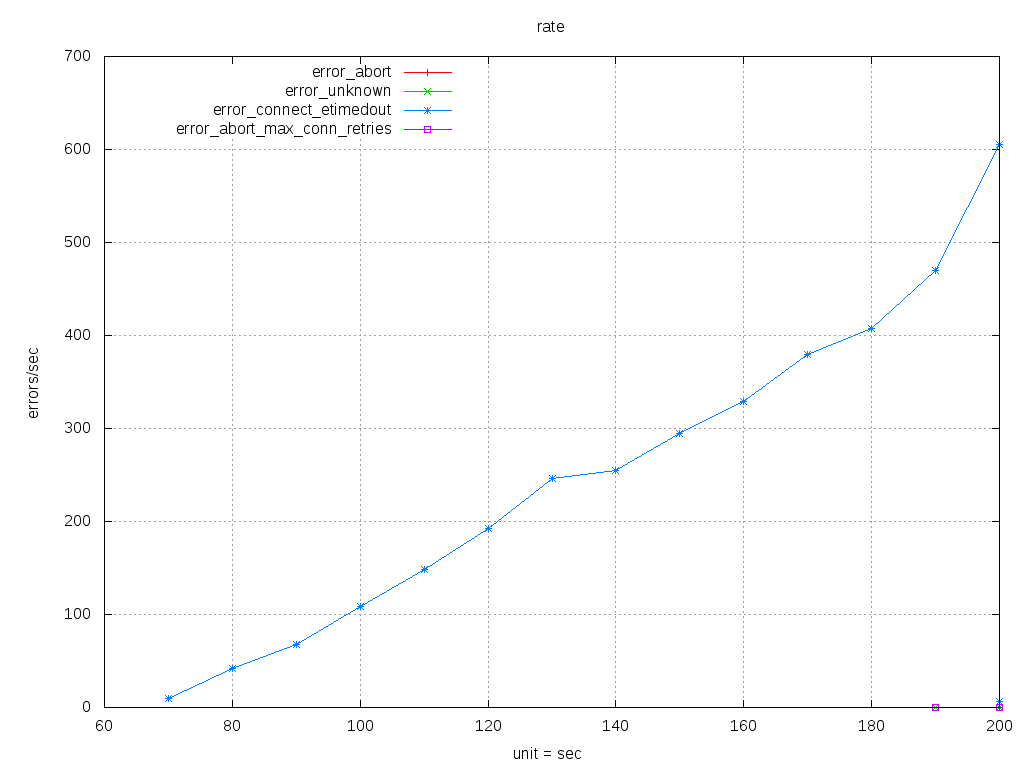 rate
700
600
500
400
300
200
100
0
error_abort
error_unknown
error_connect_etimedout
error_abort_max_conn_retries
errors/sec
60 80 100 120 140 160 180 200
unit = sec